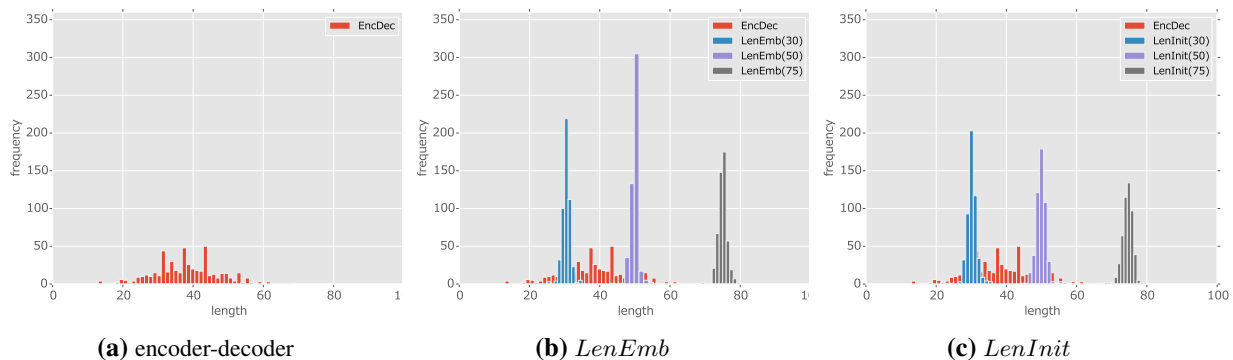 350
300
250
200
150
100
50
0
frequency
0
20
40
60
80
1
length
EncDec
(a) encoder-decoder
350
300
250
200
150
100
50
0
frequency
0
20
40
60
80
100
length
EncDec
LenEmb(30)
LenEmb(50)
LenEmb(75)
(b) LenEmb
350
300
250
200
150
100
50
0
frequency
0
20
40
60
80
100
length
EncDec
LenInit(30)
LenInit(50)
LenInit(75)
(c) LenInit